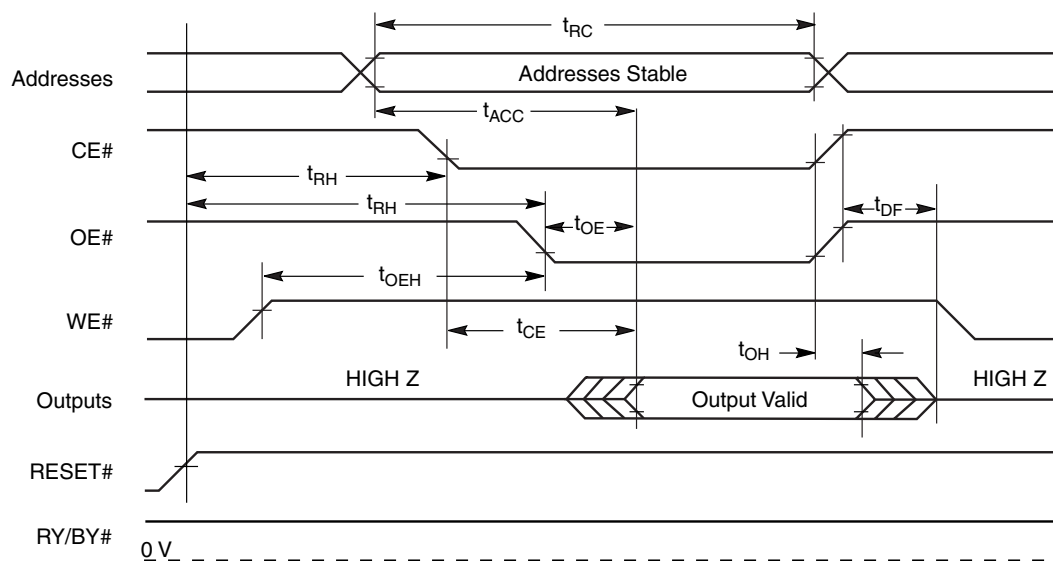 tRC
Addresses
Addresses Stable
tACC
CE#
tRH
tRH
tDF
OE#
tOE
tOEH
WE#
tCE
tOH
HIGH Z
HIGH Z
Outputs
Output Valid
RESET#
RY/BY#
0 V